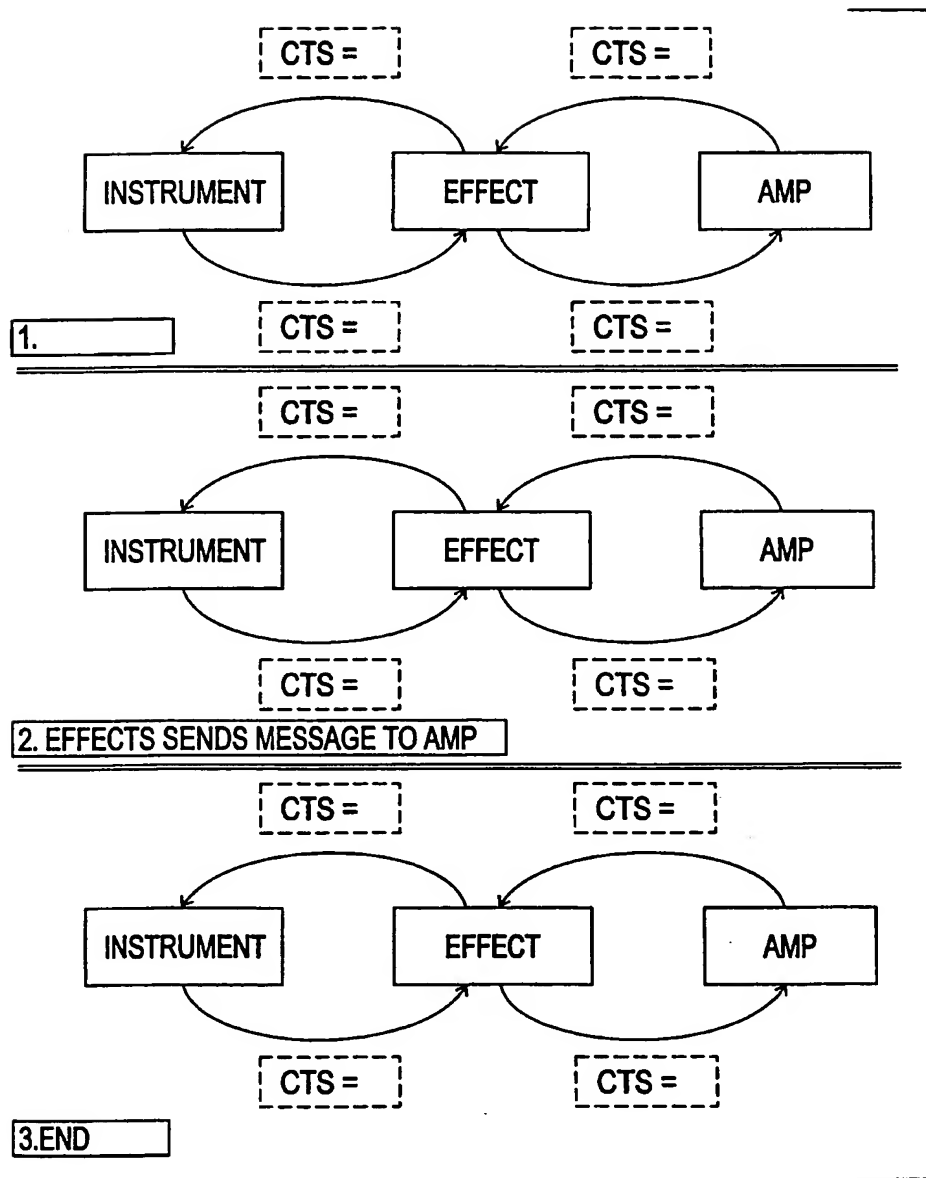 CTS = CTS =
INSTRUMENT EFFECT AMP
CTS = CTS =
1.
CTS = CTS =
INSTRUMENT EFFECT AMP
CTS = CTS =
2. EFFECTS SENDS MESSAGE TO AMP
CTS = CTS =
INSTRUMENT EFFECT AMP
CTS = CTS =
3.END